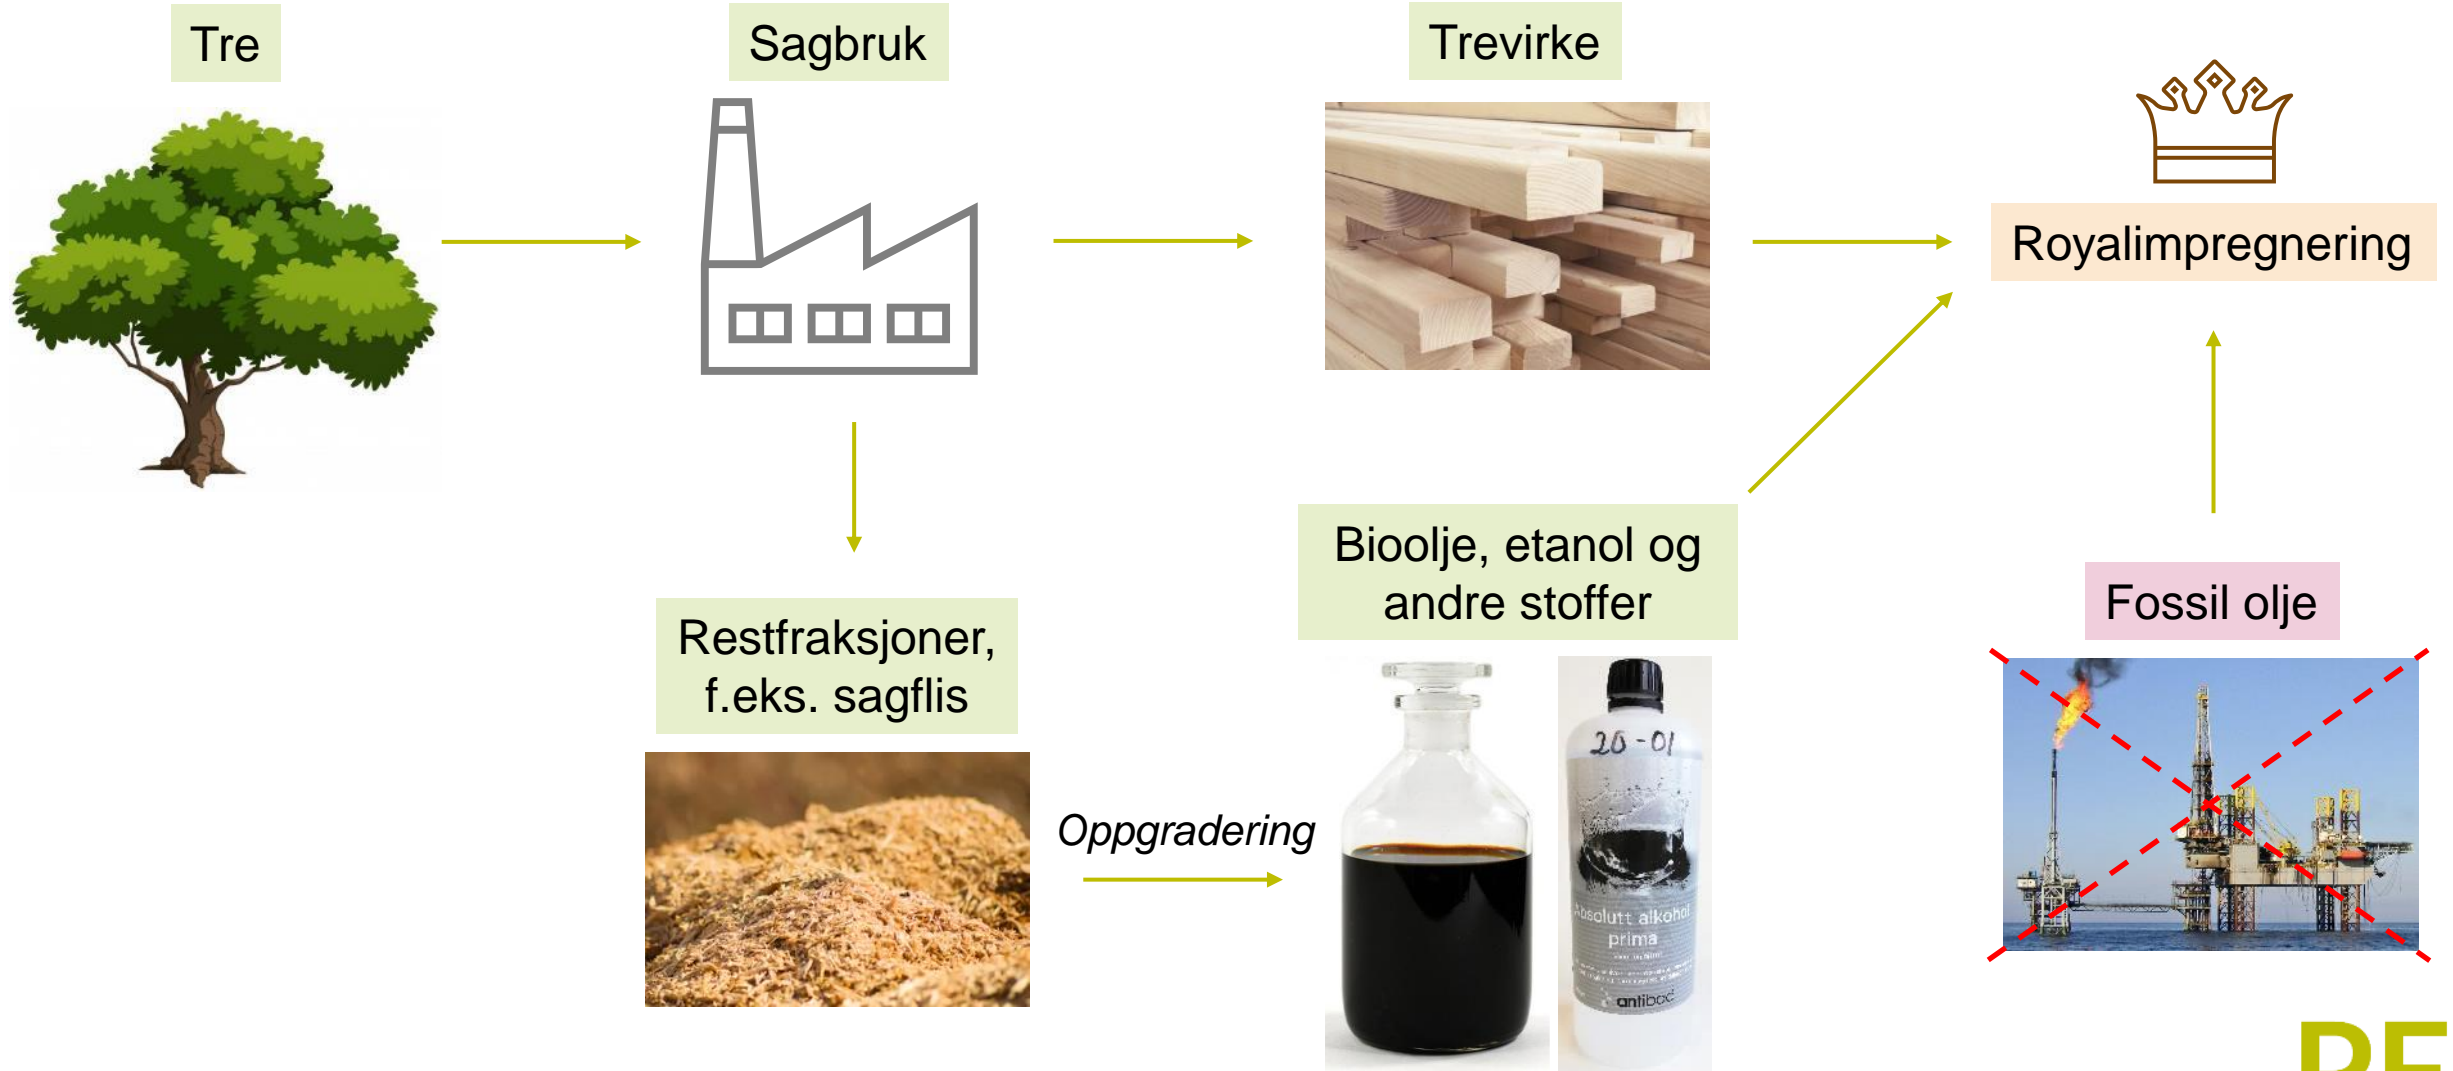 Tre
Sagbruk
Trevirke
Royalimpregnering
Bioolje, etanol og
andre stoffer
Fossil olje
Restfraksjoner,
f.eks. sagflis
Oppgradering
20-01
Absolutt alkohol
prima
antibac